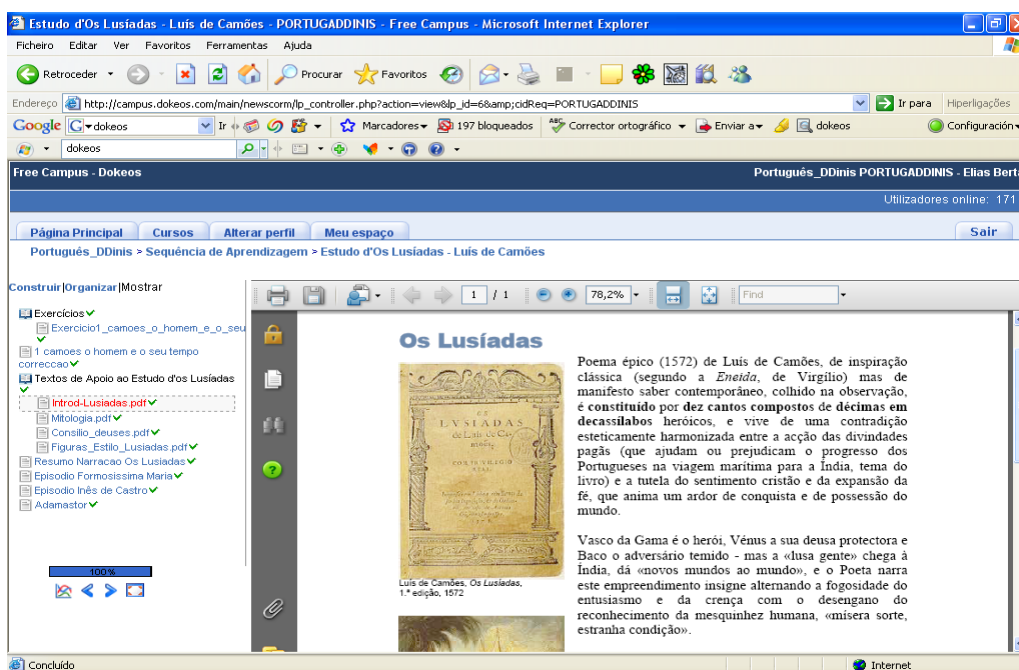 Estudo d'Os Lusíadas - Luís de Camões - PORTUGADDINIS - Free Campus - Microsoft Internet Explorer
Ficheiro Editar Ver Favoritos Ferramentas Ajuda
Retroceder Procurar Favoritos
Endereço http://campus.dokeos.com/main/newscorm/lp_controller.php?action=view&lp_id=6&amp;cidReq=PORTUGADDINIS Ir para Hiperligações
Google G dokeos Ir Marcadores 197 bloqueados ABC Corrector ortográfico Enviar a dokeos Configuración
dokeos
Free Campus - Dokeos Português_DDinis PORTUGADDINIS - Elias Berta
Utilizadores online: 171
Página Principal Cursos Alterar perfil Meu espaço Sair
Português_DDinis > Sequência de Aprendizagem > Estudo d'Os Lusíadas - Luís de Camões
Construir|Organizar|Mostrar
1 / 1 78,2% Find
Exercícios
Exercicio1_camoes_o_homem_e_o_seu
1 camoes o homem e o seu tempo
correccao
Textos de Apoio ao Estudo d'os Lusíadas
Introd-Lusiadas.pdf
Mitologia.pdf
Consilio_deuses.pdf
Figuras_Estilo_Lusiadas.pdf
Resumo Narracao Os Lusiadas
Episodio Formosissima Maria
Episodio Inês de Castro
Adamastor
100%
Os Lusíadas
OS
LVSIADAS
de Luis de Ca-
mões.
COM PRIVILEGIO
REAL.
Luís de Camões, Os Lusíadas,
1.ª edição, 1572
Poema épico (1572) de Luís de Camões, de inspiração
clássica (segundo a Eneida, de Virgílio) mas de
manifesto saber contemporâneo, colhido na observação,
é constituído por dez cantos compostos de décimas em
decassílabos heróicos, e vive de uma contradição
esteticamente harmonizada entre a acção das divindades
pagãs (que ajudam ou prejudicam o progresso dos
Portugueses na viagem marítima para a Índia, tema do
livro) e a tutela do sentimento cristão e da expansão da
fé, que anima um ardor de conquista e de possessão do
mundo.
Vasco da Gama é o herói, Vénus a sua deusa protectora e
Baco o adversário temido - mas a «lusa gente» chega à
Índia, dá «novos mundos ao mundo», e o Poeta narra
este empreendimento insigne alternando a fogosidade do
entusiasmo e da crença com o desengano do
reconhecimento da mesquinhez humana, «mísera sorte,
estranha condição».
Concluído Internet